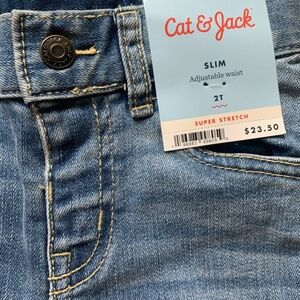 Cat & Jack
SLIM
Adjustable waist
2T
SUPER STRETCH
$23.50